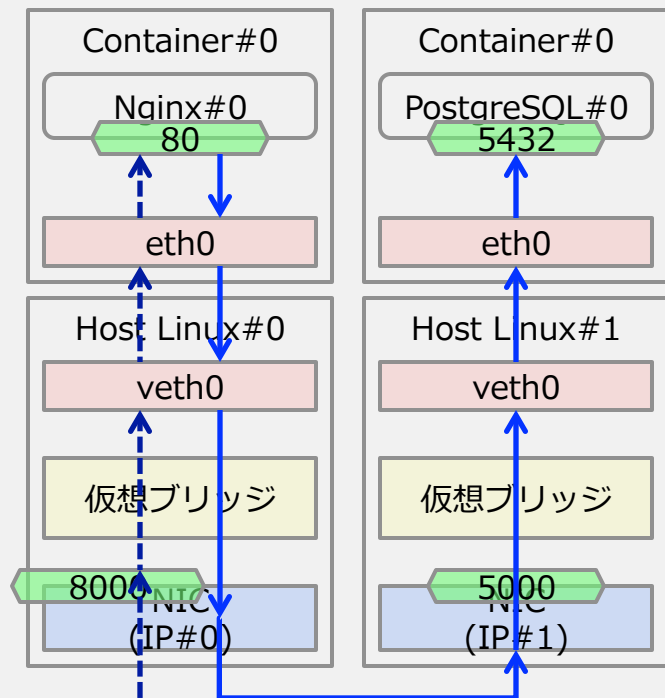 Container#0
Nginx#0
80
eth0
Host Linux#0
veth0
仮想ブリッジ
8000
NIC
(IP#0)
Container#0
PostgreSQL#0
5432
eth0
Host Linux#1
veth0
仮想ブリッジ
5000
NIC
(IP#1)